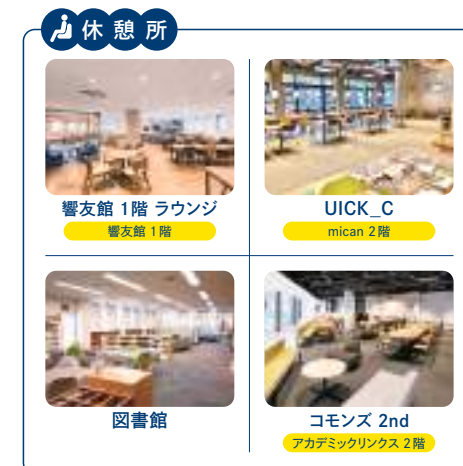 休憩所
響友館 1階 ラウンジ
響友館 1階
UICK_C
mican 2階
図書館
コモンズ 2nd
アカデミックリンクス 2階